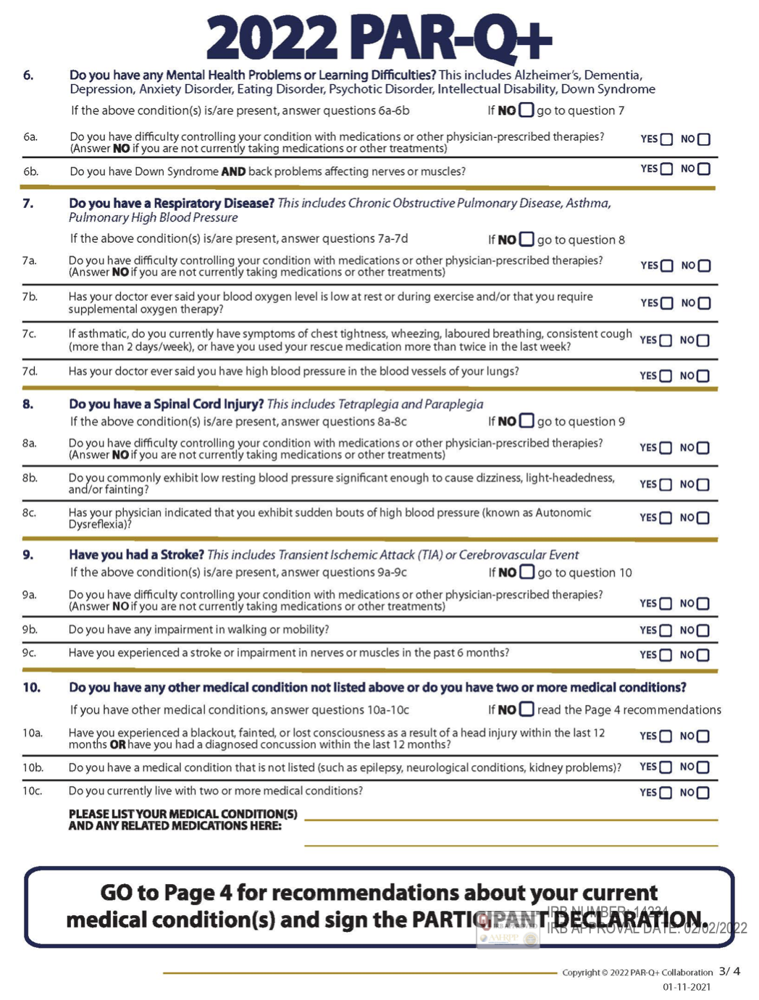 2022 PAR-Q+
6. Do you have any Mental Health Problems or Learning Difficulties? This includes Alzheimer's, Dementia,
Depression, Anxiety Disorder, Eating Disorder, Psychotic Disorder, Intellectual Disability, Down Syndrome
If the above condition(s) is/are present, answer questions 6a-6b If NO go to question 7
6a. Do you have difficulty controlling your condition with medications or other physician-prescribed therapies?
(Answer NO if you are not currently taking medications or other treatments) YES NO
6b. Do you have Down Syndrome AND back problems affecting nerves or muscles? YES NO
7. Do you have a Respiratory Disease? This includes Chronic Obstructive Pulmonary Disease, Asthma,
Pulmonary High Blood Pressure
If the above condition(s) is/are present, answer questions 7a-7d If NO go to question 8
7a. Do you have difficulty controlling your condition with medications or other physician-prescribed therapies?
(Answer NO if you are not currently taking medications or other treatments) YES NO
7b. Has your doctor ever said your blood oxygen level is low at rest or during exercise and/or that you require
supplemental oxygen therapy? YES NO
7c. If asthmatic, do you currently have symptoms of chest tightness, wheezing, laboured breathing, consistent cough
(more than 2 days/week), or have you used your rescue medication more than twice in the last week? YES NO
7d. Has your doctor ever said you have high blood pressure in the blood vessels of your lungs? YES NO
8. Do you have a Spinal Cord Injury? This includes Tetraplegia and Paraplegia
If the above condition(s) is/are present, answer questions 8a-8c If NO go to question 9
8a. Do you have difficulty controlling your condition with medications or other physician-prescribed therapies?
(Answer NO if you are not currently taking medications or other treatments) YES NO
8b. Do you commonly exhibit low resting blood pressure significant enough to cause dizziness, light-headedness,
and/or fainting? YES NO
8c. Has your physician indicated that you exhibit sudden bouts of high blood pressure (known as Autonomic
Dysreflexia)? YES NO
9. Have you had a Stroke? This includes Transient Ischemic Attack (TIA) or Cerebrovascular Event
If the above condition(s) is/are present, answer questions 9a-9c If NO go to question 10
9a. Do you have difficulty controlling your condition with medications or other physician-prescribed therapies?
(Answer NO if you are not currently taking medications or other treatments) YES NO
9b. Do you have any impairment in walking or mobility? YES NO
9c. Have you experienced a stroke or impairment in nerves or muscles in the past 6 months? YES NO
10. Do you have any other medical condition not listed above or do you have two or more medical conditions?
If you have other medical conditions, answer questions 10a-10c If NO read the Page 4 recommendations
10a. Have you experienced a blackout, fainted, or lost consciousness as a result of a head injury within the last 12
months OR have you had a diagnosed concussion within the last 12 months? YES NO
10b. Do you have a medical condition that is not listed (such as epilepsy, neurological conditions, kidney problems)? YES NO
10c. Do you currently live with two or more medical conditions? YES NO
PLEASE LIST YOUR MEDICAL CONDITION(S)
AND ANY RELATED MEDICATIONS HERE:
GO to Page 4 for recommendations about your current
medical condition(s) and sign the PARTICIPANT DECLARATION.
IRB NUMBER: 14234
IRB APPROVED
IRB APPROVAL DATE: 02/02/2022
AAHRPP
Copyright © 2022 PAR-Q+ Collaboration 3/ 4
01-11-2021